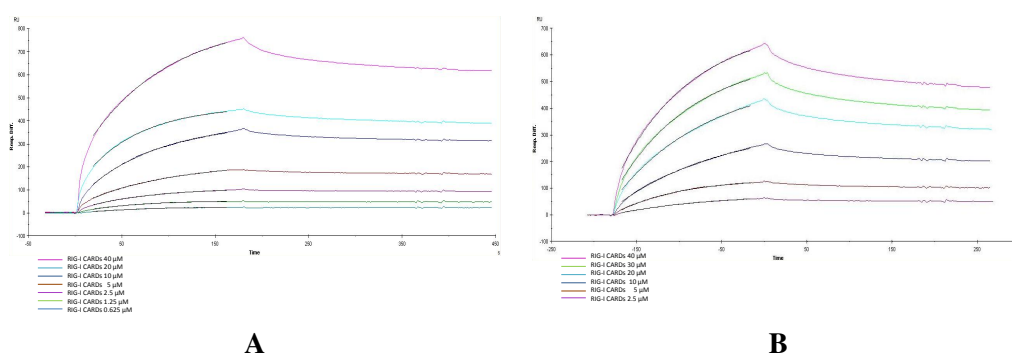 RU
800
700
600
500
400
300
200
100
0
-100
Resp. Diff.
-50 50 150 250 350 450
Time s
RIG-I CARDs 40 µM
RIG-I CARDs 20 µM
RIG-I CARDs 10 µM
RIG-I CARDs 5 µM
RIG-I CARDs 2.5 µM
RIG-I CARDs 1.25 µM
RIG-I CARDs 0.625 µM
A
RU
700
600
500
400
300
200
100
0
-100
Resp. Diff.
-250 -150 -50 50 150 250
Time
RIG-I CARDs 40 µM
RIG-I CARDs 30 µM
RIG-I CARDs 20 µM
RIG-I CARDs 10 µM
RIG-I CARDs 5 µM
RIG-I CARDs 2.5 µM
B